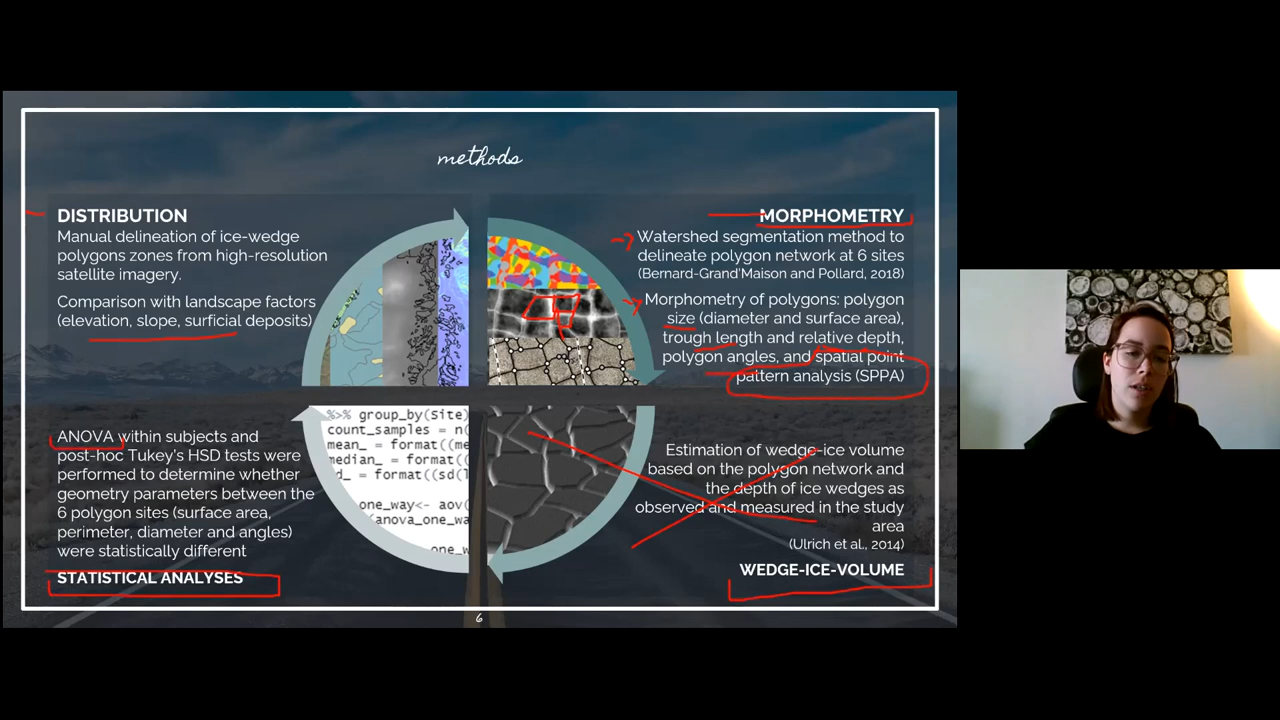 methods
DISTRIBUTION
Manual delineation of ice-wedge
polygons zones from high-resolution
satellite imagery.
Comparison with landscape factors
(elevation, slope, surficial deposits)
MORPHOMETRY
Watershed segmentation method to
delineate polygon network at 6 sites
(Bernard-Grand'Maison and Pollard, 2018)
Morphometry of polygons: polygon
size (diameter and surface area),
trough length and relative depth,
polygon angles, and spatial point
pattern analysis (SPPA)
ANOVA within subjects and
post-hoc Tukey's HSD tests were
performed to determine whether
geometry parameters between the
6 polygon sites (surface area,
perimeter, diameter and angles)
were statistically different
STATISTICAL ANALYSES
%>% group_by(Site)
count_samples = n(
mean_ = format((me
median_ = format((
d_ = format((sd(l
one_way<- aov(
(anova_one_wa
one_w
Estimation of wedge-ice volume
based on the polygon network and
the depth of ice wedges as
observed and measured in the study
area
(Ulrich et al., 2014)
WEDGE-ICE-VOLUME
6